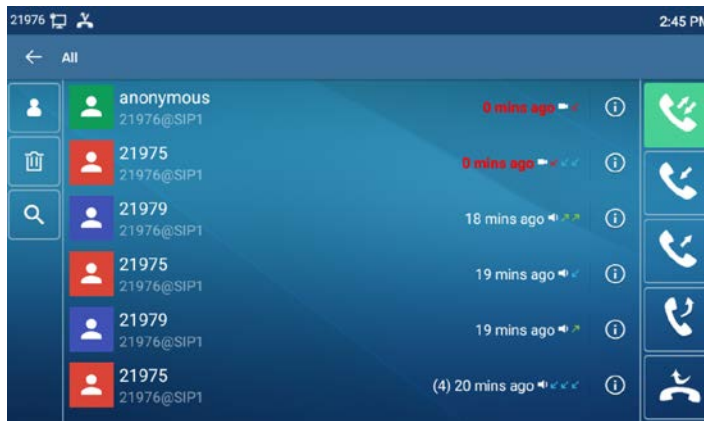 21976 2:45 PM
All
anonymous 0 mins ago
21976@SIP1
21975 0 mins ago
21976@SIP1
21979 18 mins ago
21976@SIP1
21975 19 mins ago
21976@SIP1
21979 19 mins ago
21976@SIP1
21975 (4) 20 mins ago
21976@SIP1